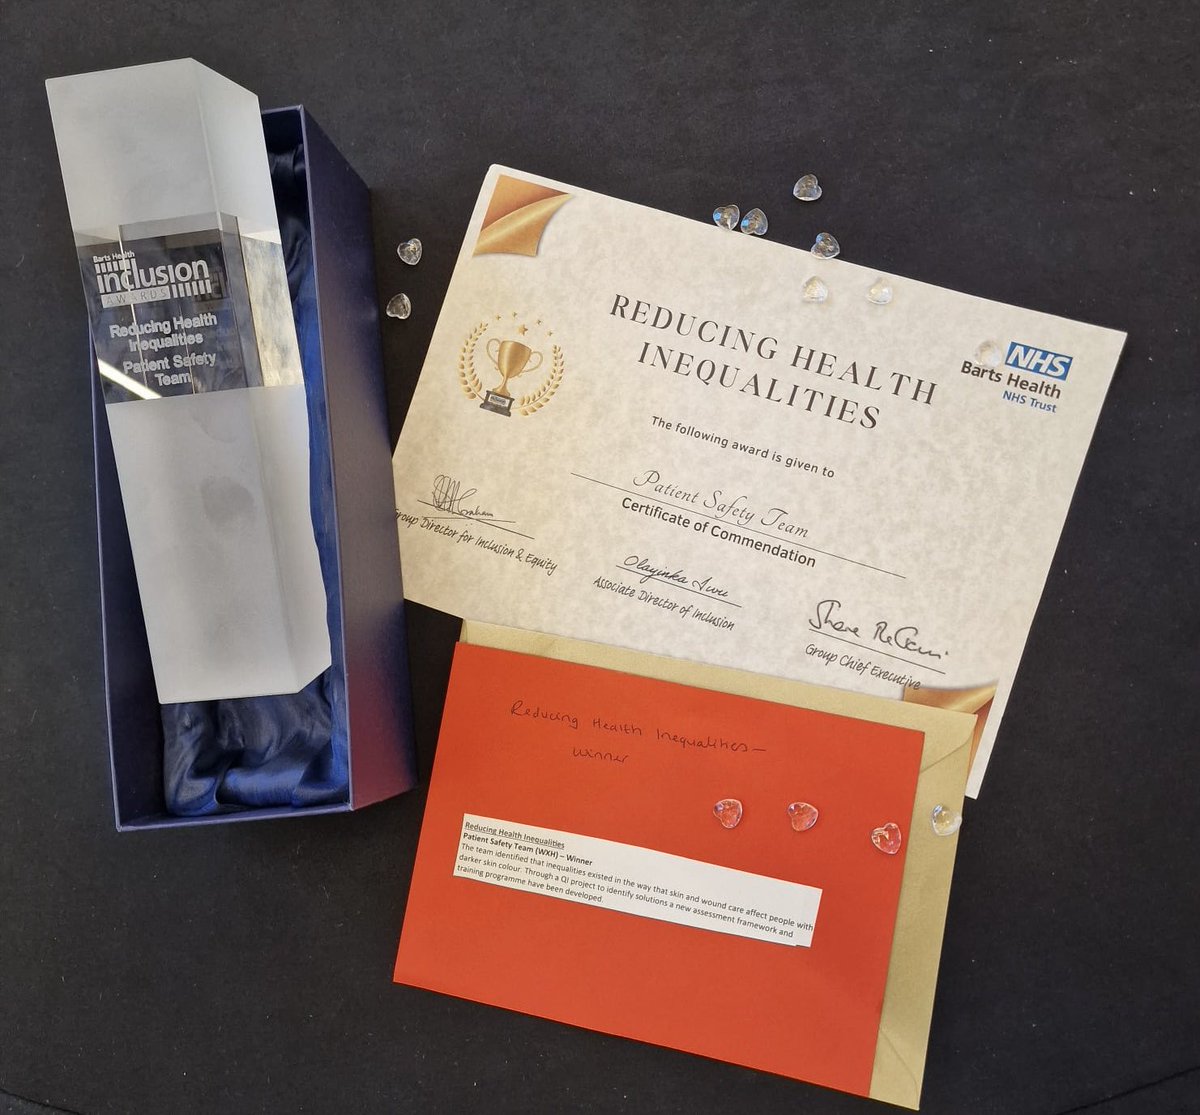 Barts Health
inclusion
AWARDS
Reducing Health
Inequalities
Patient Safety
Team
REDUCING HEALTH
INEQUALITIES
NHS
Barts Health
NHS Trust
The following award is given to
Patient Safety Team
Certificate of Commendation
Group Director for Inclusion & Equity
Olayinka Iwu
Associate Director of Inclusion
Shane
Group Chief Executive
Reducing Health Inequalities –
Winner
Reducing Health Inequalities
Patient Safety Team (WXH) – Winner
The team identified that inequalities existed in the way that skin and wound care affect people with
darker skin colour. Through a QI project to identify solutions a new assessment framework and
training programme have been developed.